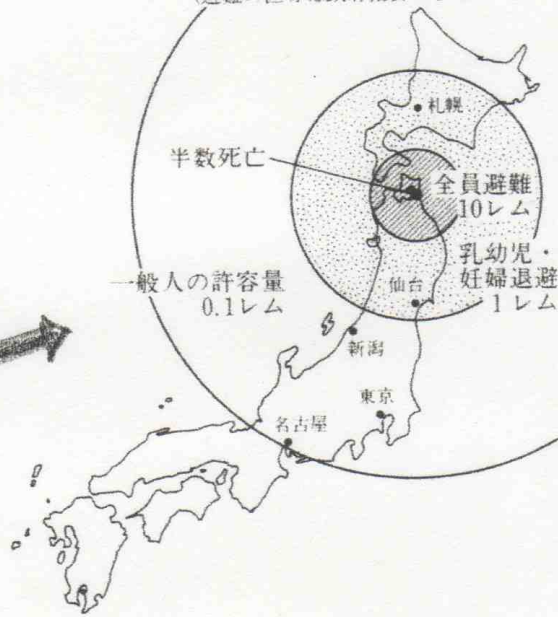 札幌
半数死亡
全員避難
10レム
乳幼児・
妊婦退避
1レム
一般人の許容量
0.1レム
仙台
新潟
東京
名古屋